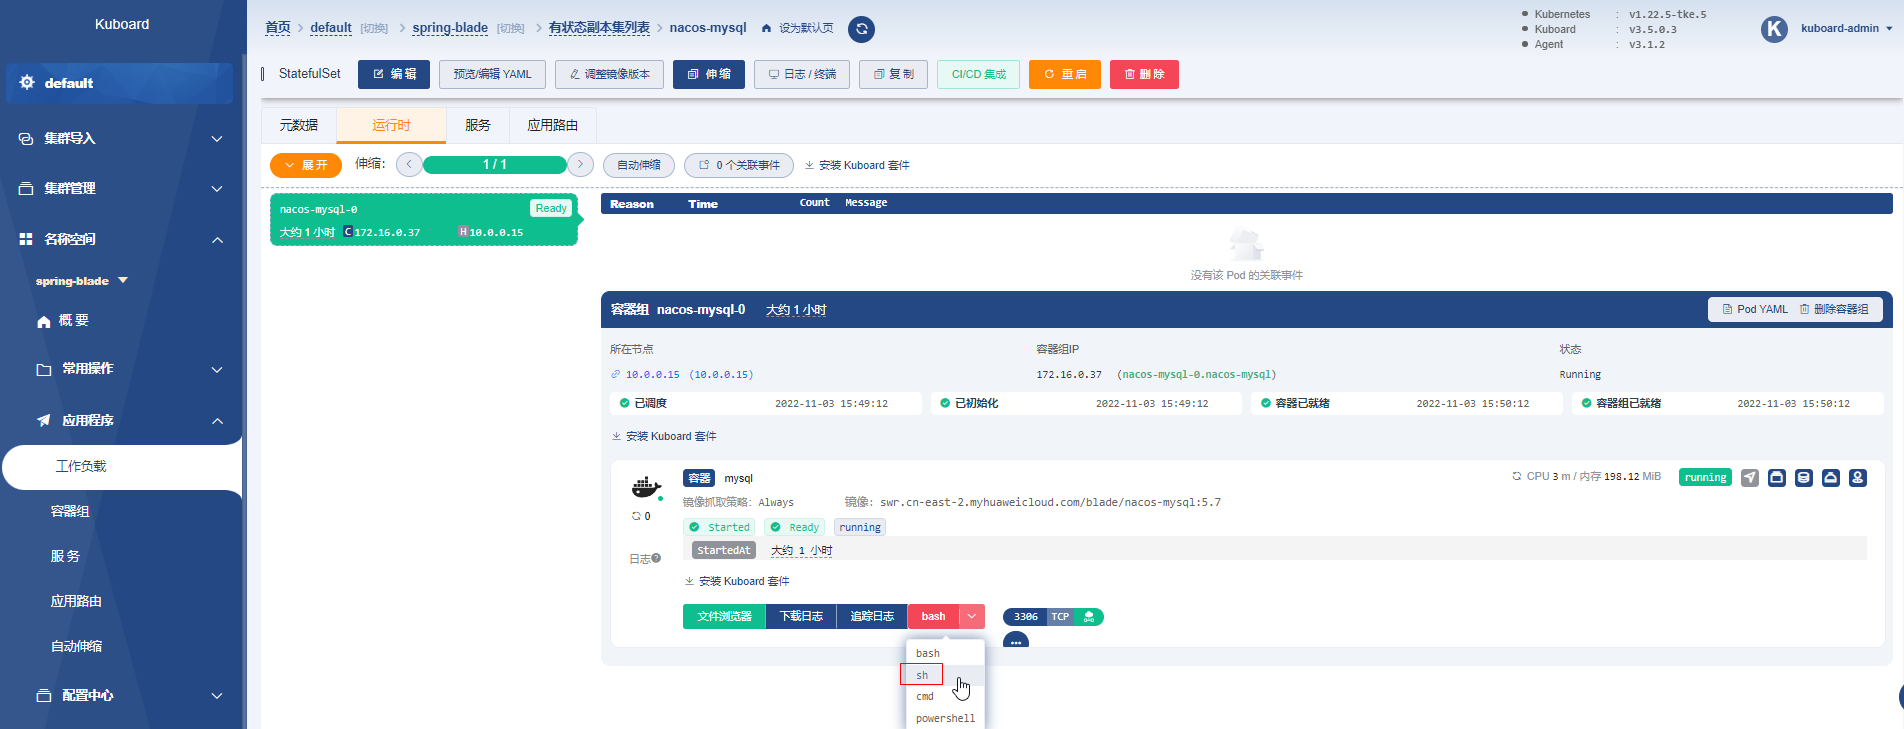 Kuboard
default
集群导入
集群管理
名称空间
spring-blade
概 要
常用操作
应用程序
工作负载
容器组
服 务
应用路由
自动伸缩
配置中心
首页 > default [切换] > spring-blade [切换] > 有状态副本集列表 > nacos-mysql 设为默认页
Kubernetes : v1.22.5-tke.5
Kuboard : v3.5.0.3
Agent : v3.1.2
K kuboard-admin
StatefulSet 编 辑 预览/编辑 YAML 调整镜像版本 伸 缩 日志 / 终端 复 制 CI/CD 集成 重 启 删 除
元数据 运行时 服务 应用路由
展 开 伸缩： 1 / 1 自动伸缩 0 个关联事件 安装 Kuboard 套件
nacos-mysql-0 Ready
大约 1 小时 C 172.16.0.37 H 10.0.0.15
Reason Time Count Message
没有该 Pod 的关联事件
容器组 nacos-mysql-0 大约 1 小时 Pod YAML 删除容器组
所在节点 容器组IP 状态
10.0.0.15 (10.0.0.15) 172.16.0.37 (nacos-mysql-0.nacos-mysql) Running
已调度 2022-11-03 15:49:12 已初始化 2022-11-03 15:49:12 容器已就绪 2022-11-03 15:50:12 容器组已就绪 2022-11-03 15:50:12
安装 Kuboard 套件
容器 mysql CPU 3 m / 内存 198.12 MiB running
镜像抓取策略：Always 镜像：swr.cn-east-2.myhuaweicloud.com/blade/nacos-mysql:5.7
0
Started Ready running
StartedAt 大约 1 小时
日志
安装 Kuboard 套件
文件浏览器 下载日志 追踪日志 bash 3306 TCP
bash
sh
cmd
powershell